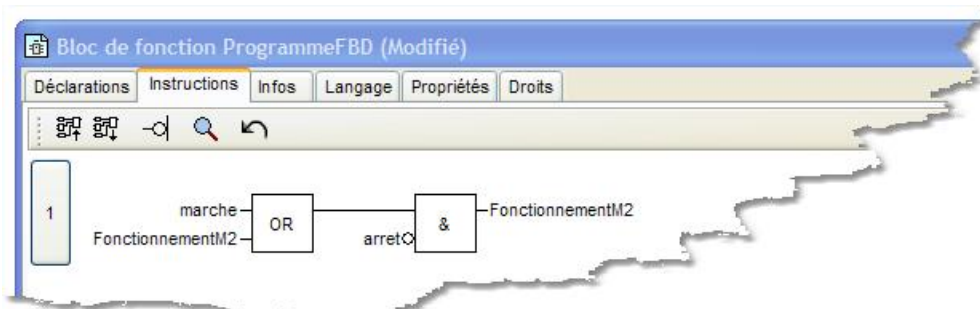 Bloc de fonction ProgrammeFBD (Modifié)
Déclarations Instructions Infos Langage Propriétés Droits
1
marche OR FonctionnementM2
FonctionnementM2 arret &